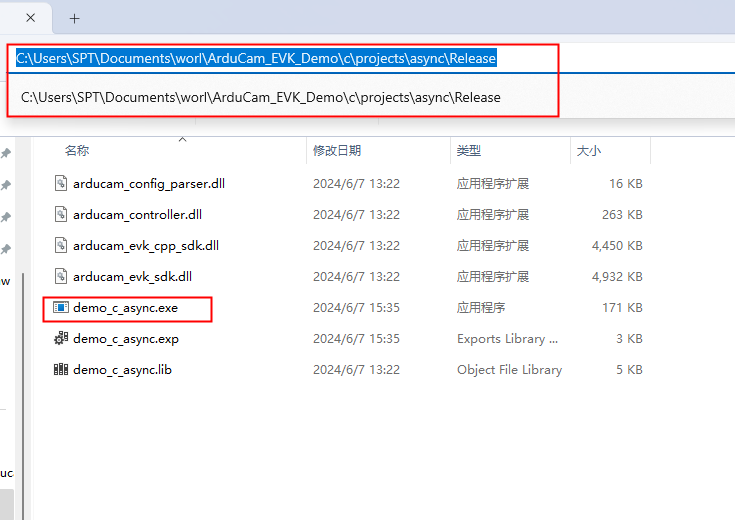 C:\Users\SPT\Documents\worl\ArduCam_EVK_Demo\c\projects\async\Release
C:\Users\SPT\Documents\worl\ArduCam_EVK_Demo\c\projects\async\Release
名称 修改日期 类型 大小
arducam_config_parser.dll 2024/6/7 13:22 应用程序扩展 16 KB
arducam_controller.dll 2024/6/7 13:22 应用程序扩展 263 KB
arducam_evk_cpp_sdk.dll 2024/6/7 13:22 应用程序扩展 4,450 KB
arducam_evk_sdk.dll 2024/6/7 13:22 应用程序扩展 4,932 KB
demo_c_async.exe 2024/6/7 15:35 应用程序 171 KB
demo_c_async.exp 2024/6/7 15:35 Exports Library ... 3 KB
demo_c_async.lib 2024/6/7 13:22 Object File Library 5 KB